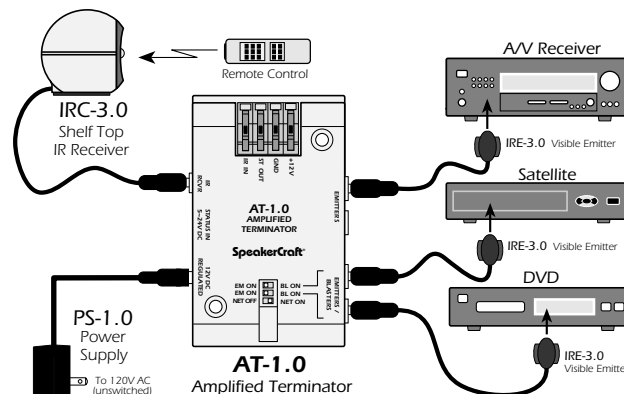 A/V Receiver
Remote Control
IRC-3.0
Shelf Top
IR Receiver
IRE-3.0 Visible Emitter
IR IN
ST OUT
GND
+12V
IR
RCVR
STATUS IN
5–24V DC
12V DC
REGULATED
EMITTERS
EMITTERS /
BLASTERS
AT-1.0
AMPLIFIED
TERMINATOR
SpeakerCraft®
EM ON
EM ON
NET OFF
BL ON
BL ON
NET ON
Satellite
IRE-3.0 Visible Emitter
DVD
IRE-3.0
Visible Emitte
PS-1.0
Power
Supply
To 120V AC
(unswitched)
AT-1.0
Amplified Terminator